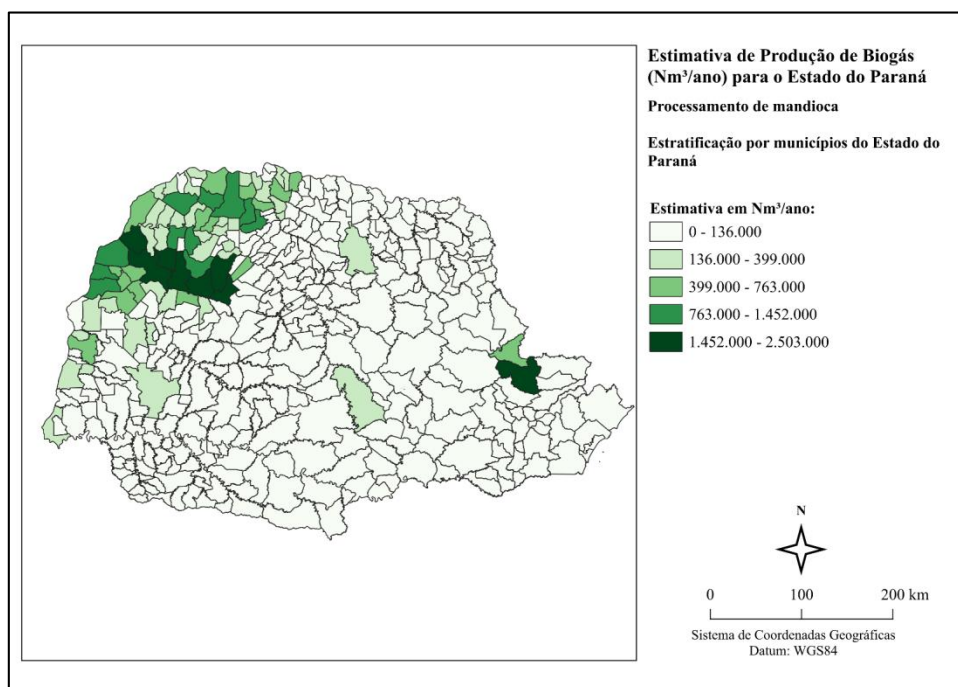 Estimativa de Produção de Biogás
(Nm³/ano) para o Estado do Paraná
Processamento de mandioca
Estratificação por municípios do Estado do
Paraná
Estimativa em Nm³/ano:
0 - 136.000
136.000 - 399.000
399.000 - 763.000
763.000 - 1.452.000
1.452.000 - 2.503.000
N
0 100 200 km
Sistema de Coordenadas Geográficas
Datum: WGS84